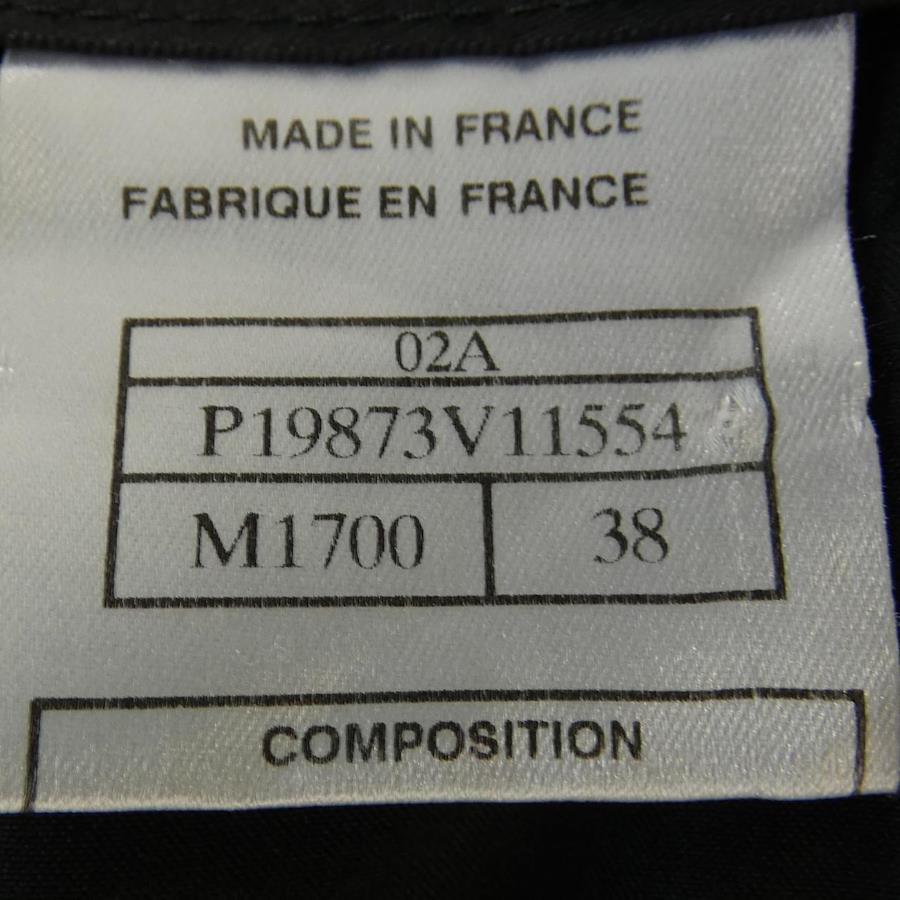 MADE IN FRANCE
FABRIQUE EN FRANCE
02A
P19873V11554
M1700 38
COMPOSITION